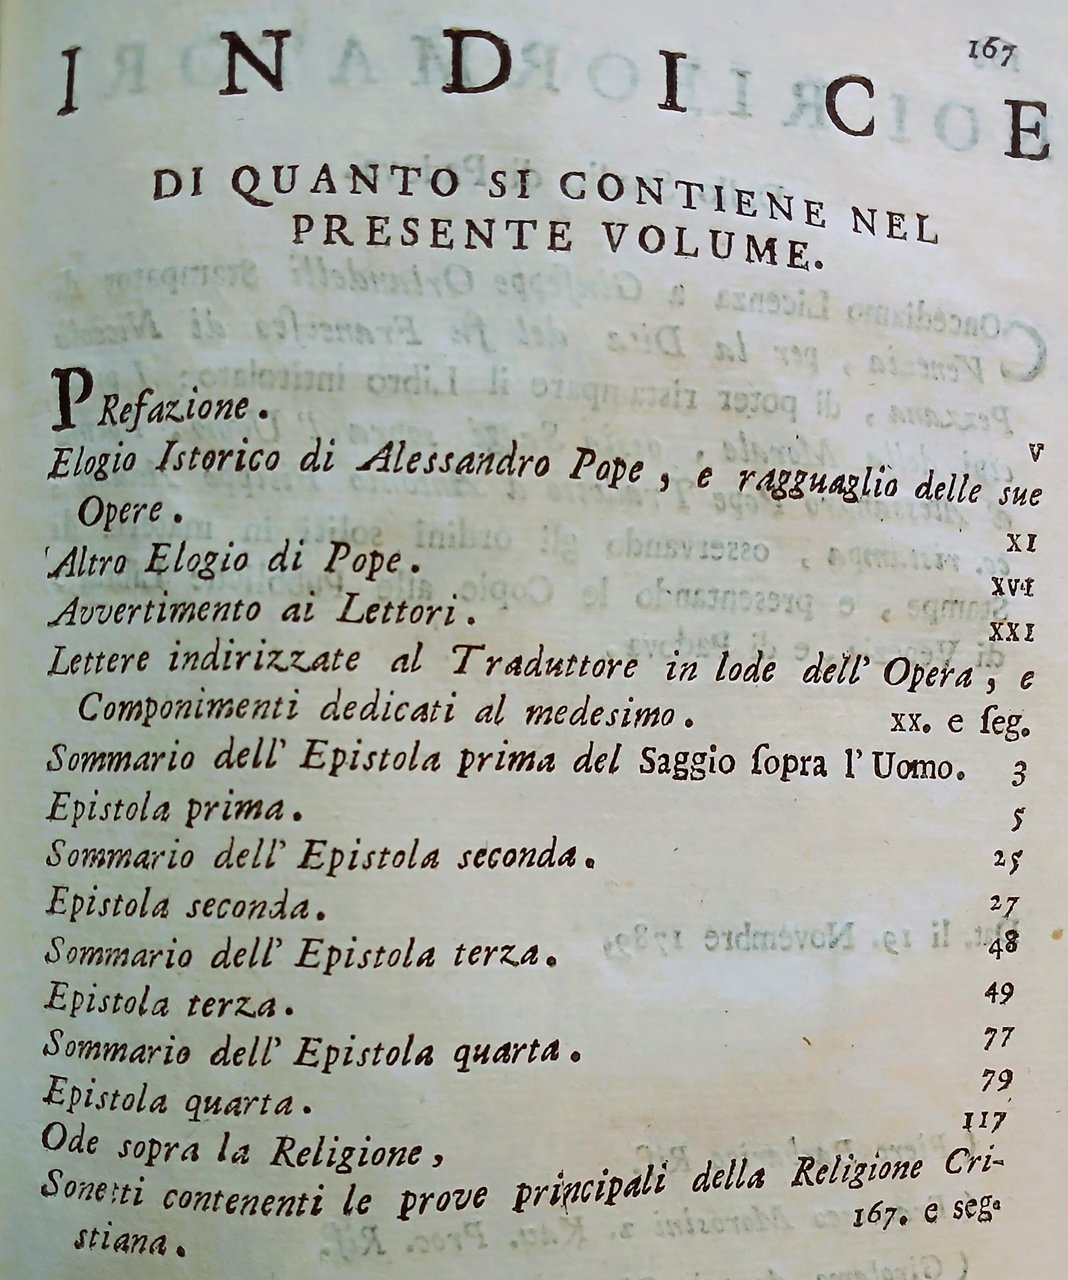 167
INDICE
DI QUANTO SI CONTIENE NEL
PRESENTE VOLUME.
PRefazione. V
Elogio Istorico di Alessandro Pope, e ragguaglio delle sue
Opere. XI
Altro Elogio di Pope. XVI
Avvertimento ai Lettori. XXI
Lettere indirizzate al Traduttore in lode dell' Opera, e
Componimenti dedicati al medesimo. XX. e ſeg.
Sommario dell' Epistola prima del Saggio ſopra l' Uomo. 3
Epistola prima. 5
Sommario dell' Epistola seconda. 25
Epistola seconda. 27
Sommario dell' Epistola terza. 48
Epistola terza. 49
Sommario dell' Epistola quarta. 77
Epistola quarta. 79
Ode sopra la Religione, 117
Sonetti contenenti le prove principali della Religione Cri-
stiana. 167. e seg.